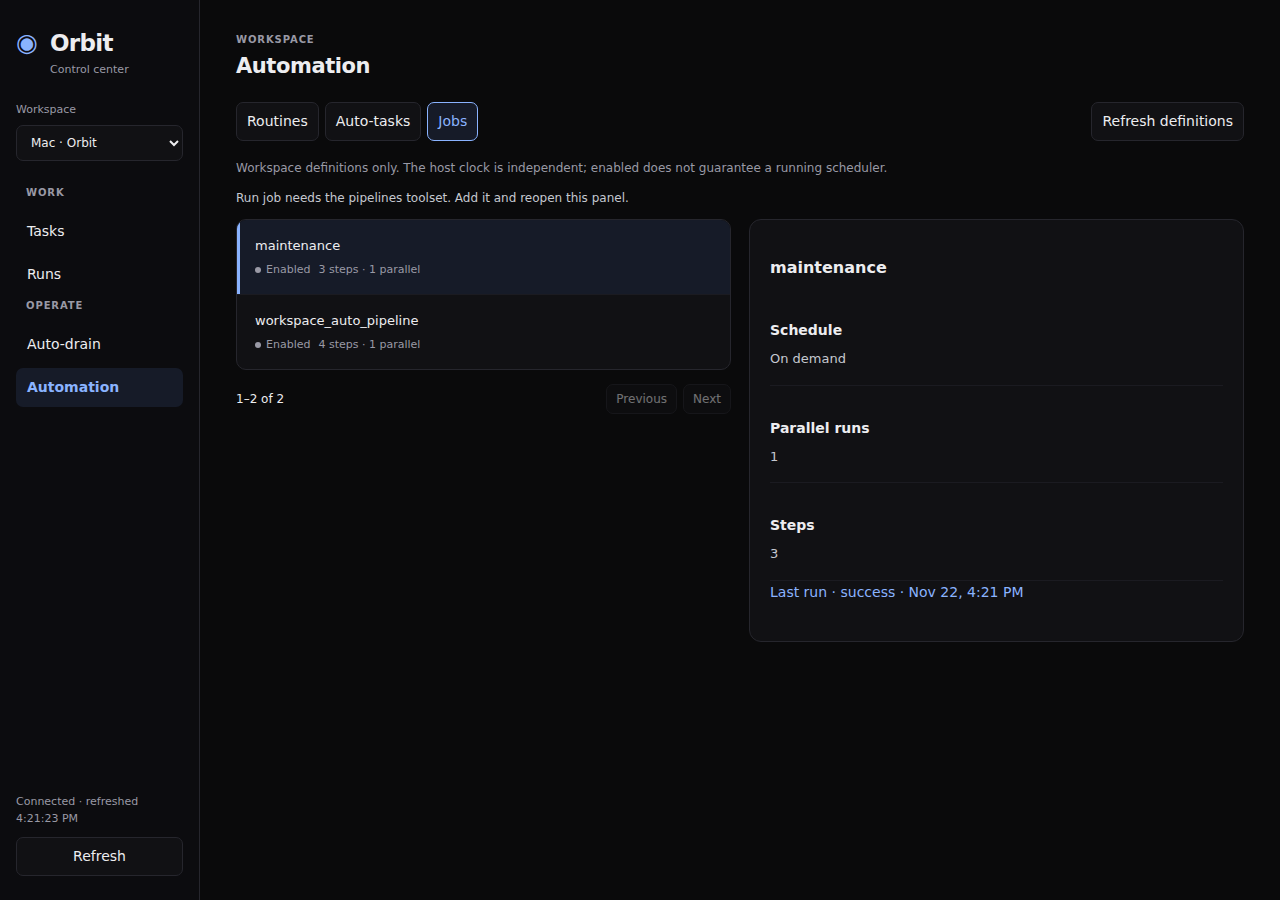 Orbit
Control center
Workspace
Mac · Orbit
WORK
Tasks
Runs
OPERATE
Auto-drain
Automation
Connected · refreshed
4:21:23 PM
Refresh
WORKSPACE
Automation
Routines
Auto-tasks
Jobs
Refresh definitions
Workspace definitions only. The host clock is independent; enabled does not guarantee a running scheduler.
Run job needs the pipelines toolset. Add it and reopen this panel.
maintenance
Enabled 3 steps · 1 parallel
workspace_auto_pipeline
Enabled 4 steps · 1 parallel
1–2 of 2
Previous
Next
maintenance
Schedule
On demand
Parallel runs
1
Steps
3
Last run · success · Nov 22, 4:21 PM